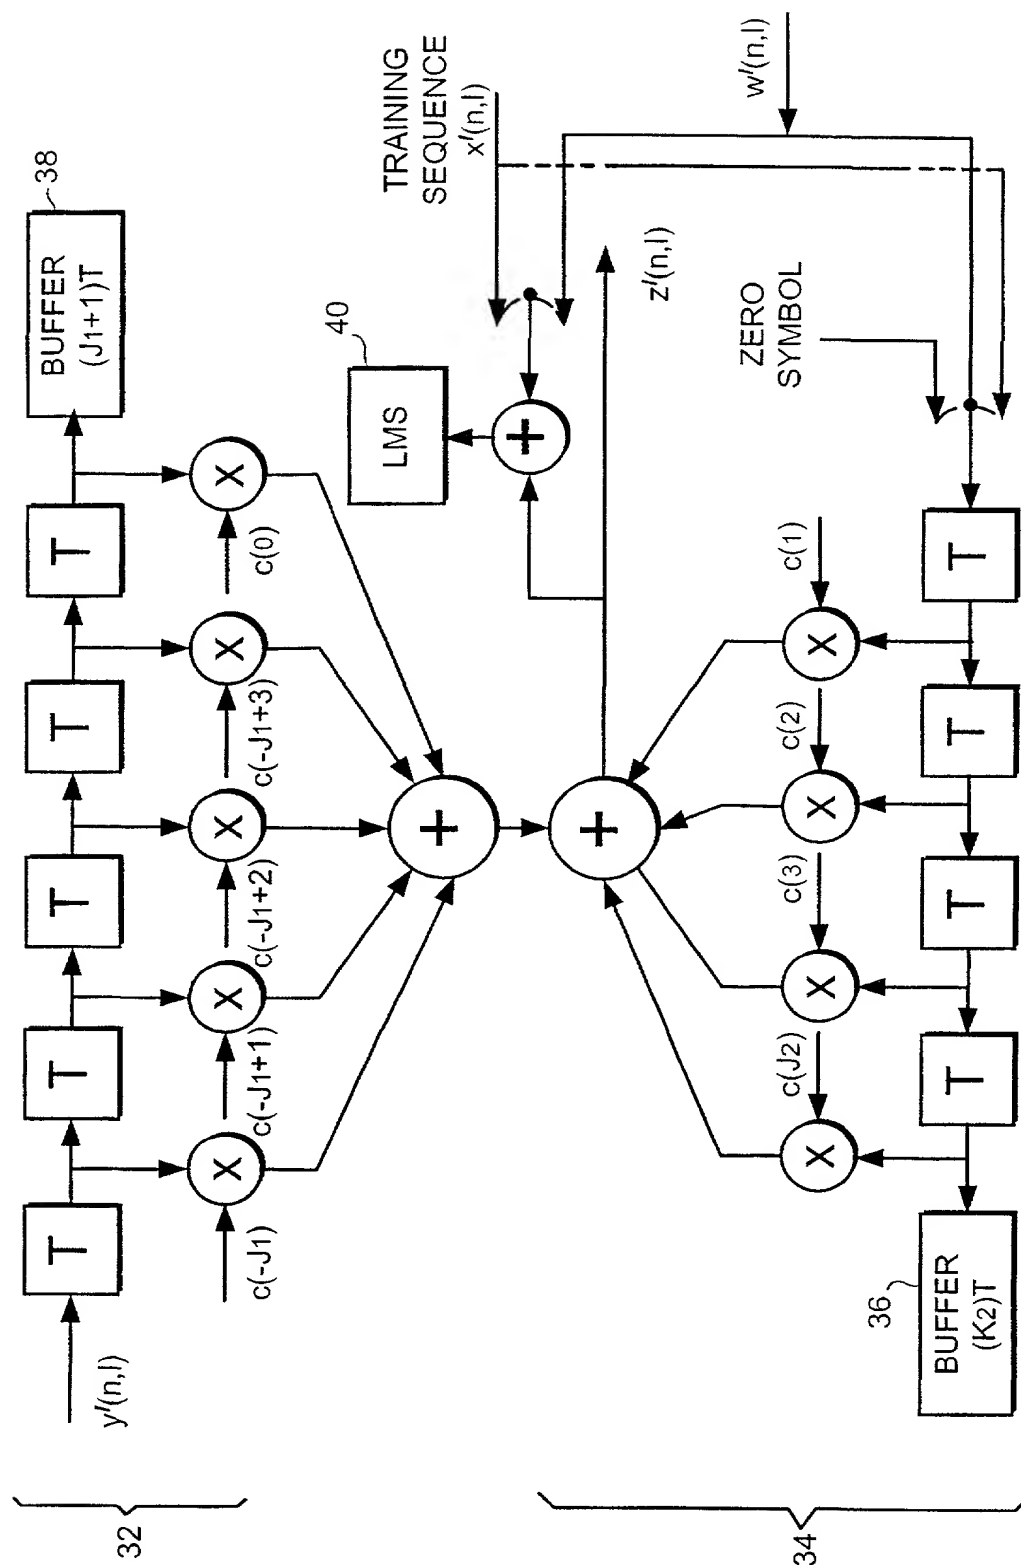 32
y'(n,l)
T
T
T
T
T
BUFFER
(J1+1)T
38
c(-J1)
X
c(-J1+1)
X
c(-J1+2)
X
c(-J1+3)
X
c(0)
X
LMS
40
+
+
+
TRAINING
SEQUENCE
x'(n,l)
z'(n,l)
w'(n,l)
ZERO
SYMBOL
34
X
c(J2)
X
c(3)
X
c(2)
X
c(1)
36
BUFFER
(K2)T
T
T
T
T